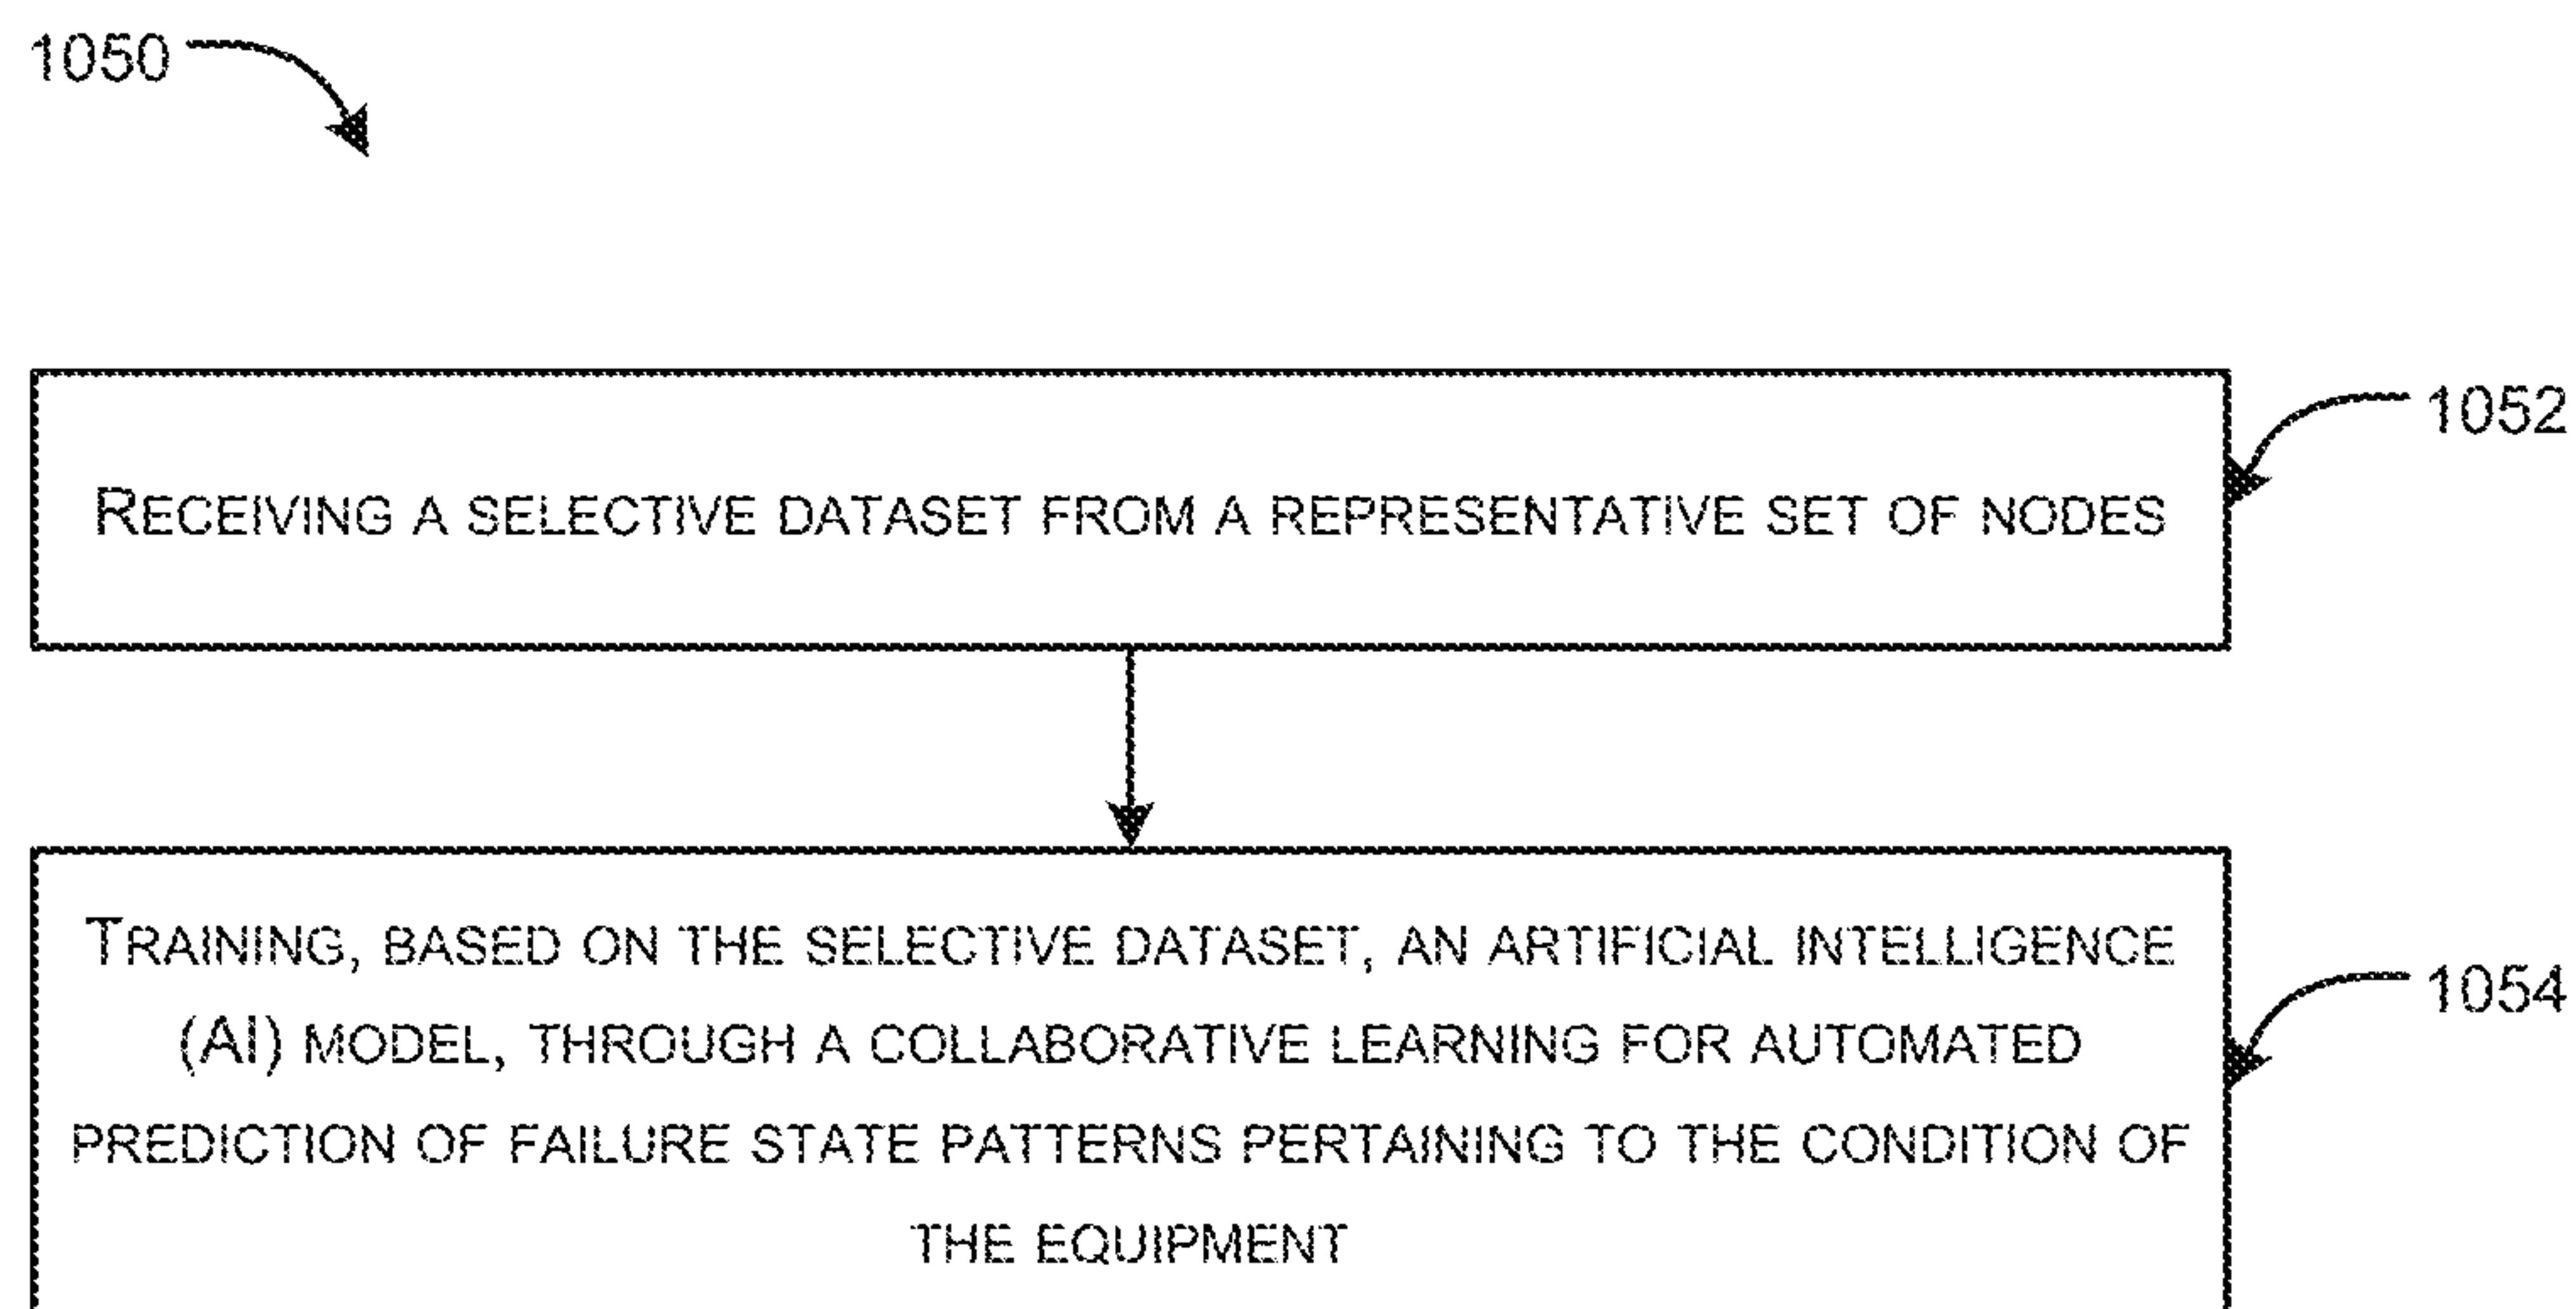 1050
1052
RECEIVING A SELECTIVE DATASET FROM A REPRESENTATIVE SET OF NODES
TRAINING, BASED ON THE SELECTIVE DATASET, AN ARTIFICIAL INTELLIGENCE
1054
(AI) MODEL, THROUGH A COLLABORATIVE LEARNING FOR AUTOMATED
PREDICTION OF FAILURE STATE PATTERNS PERTAINING TO THE CONDITION OF
THE EQUIPMENT